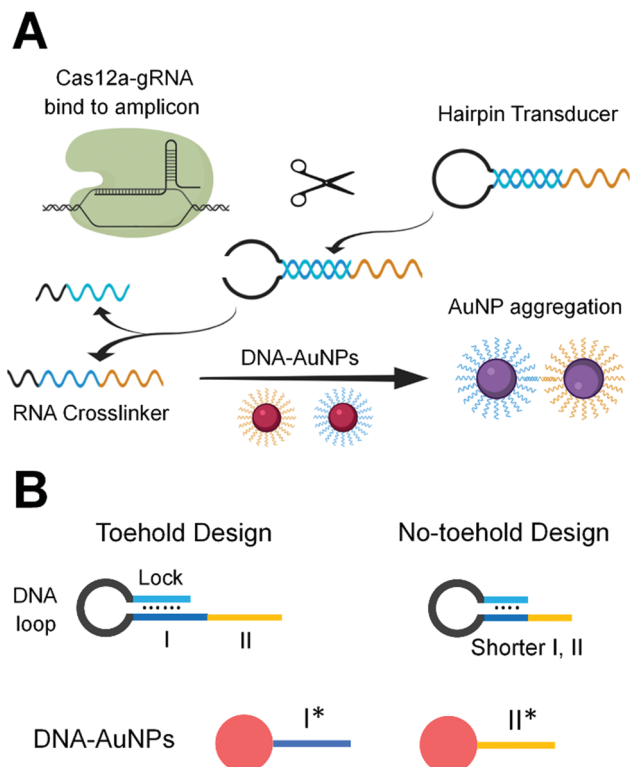 A
Cas12a-gRNA
bind to amplicon
Hairpin Transducer
AuNP aggregation
DNA-AuNPs
RNA Crosslinker
B
Toehold Design
No-toehold Design
DNA
loop
Lock
I
II
Shorter I, II
DNA-AuNPs
I*
II*